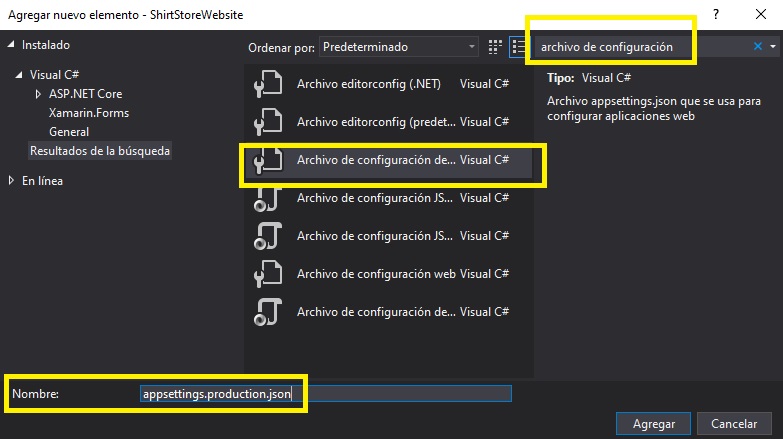 Agregar nuevo elemento - ShirtStoreWebsite
? ×
Instalado
Visual C#
ASP.NET Core
Xamarin.Forms
General
Resultados de la búsqueda
En línea
Ordenar por: Predeterminado
Archivo editorconfig (.NET) Visual C#
Archivo editorconfig (predet... Visual C#
Archivo de configuración de... Visual C#
Archivo de configuración JS... Visual C#
Archivo de configuración JS... Visual C#
Archivo de configuración web Visual C#
Archivo de configuración de... Visual C#
archivo de configuración
Tipo: Visual C#
Archivo appsettings.json que se usa para
configurar aplicaciones web
Nombre: appsettings.production.json
Agregar Cancelar